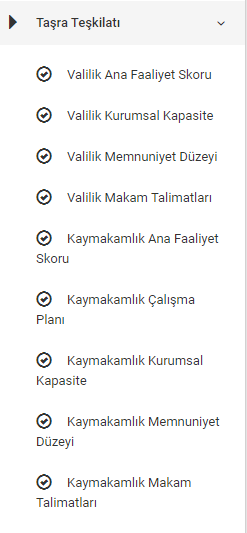 Taşra Teşkilatı
Valilik Ana Faaliyet Skoru
Valilik Kurumsal Kapasite
Valilik Memnuniyet Düzeyi
Valilik Makam Talimatları
Kaymakamlık Ana Faaliyet
Skoru
Kaymakamlık Çalışma
Planı
Kaymakamlık Kurumsal
Kapasite
Kaymakamlık Memnuniyet
Düzeyi
Kaymakamlık Makam
Talimatları